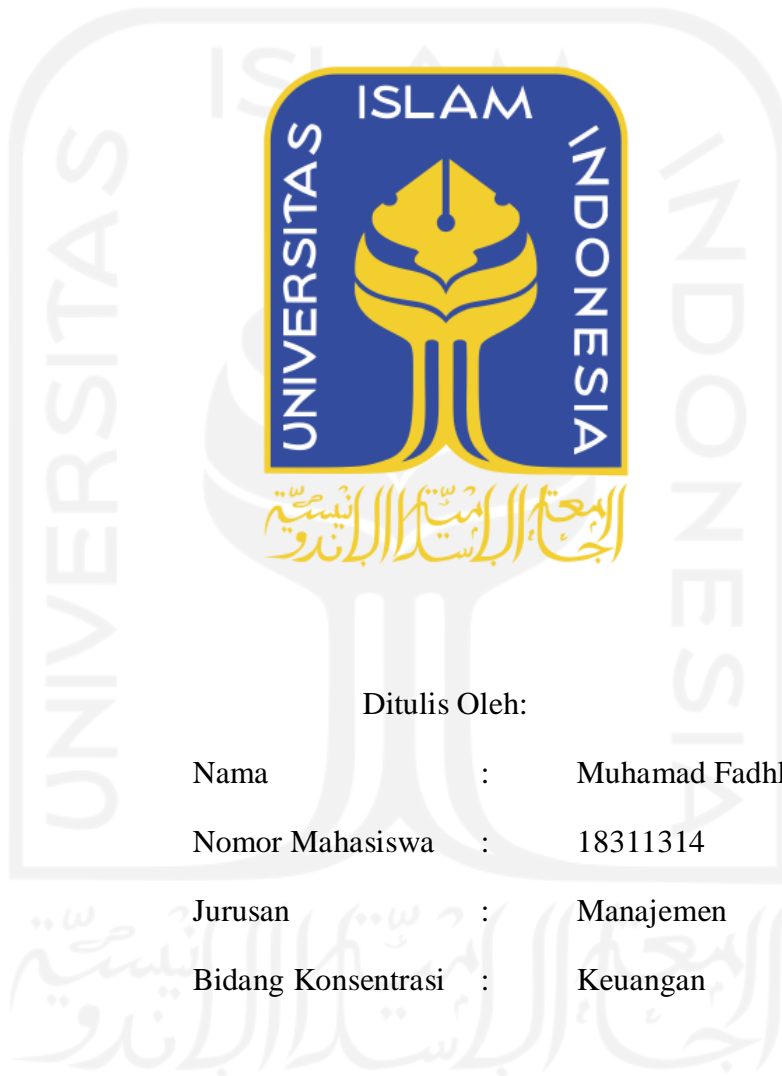 ISLAM
UNIVERSITAS
INDONESIA
الجامعة الإسلامية الإندونيسية
Ditulis Oleh:
Nama : Muhamad Fadhl
Nomor Mahasiswa : 18311314
Jurusan : Manajemen
Bidang Konsentrasi : Keuangan